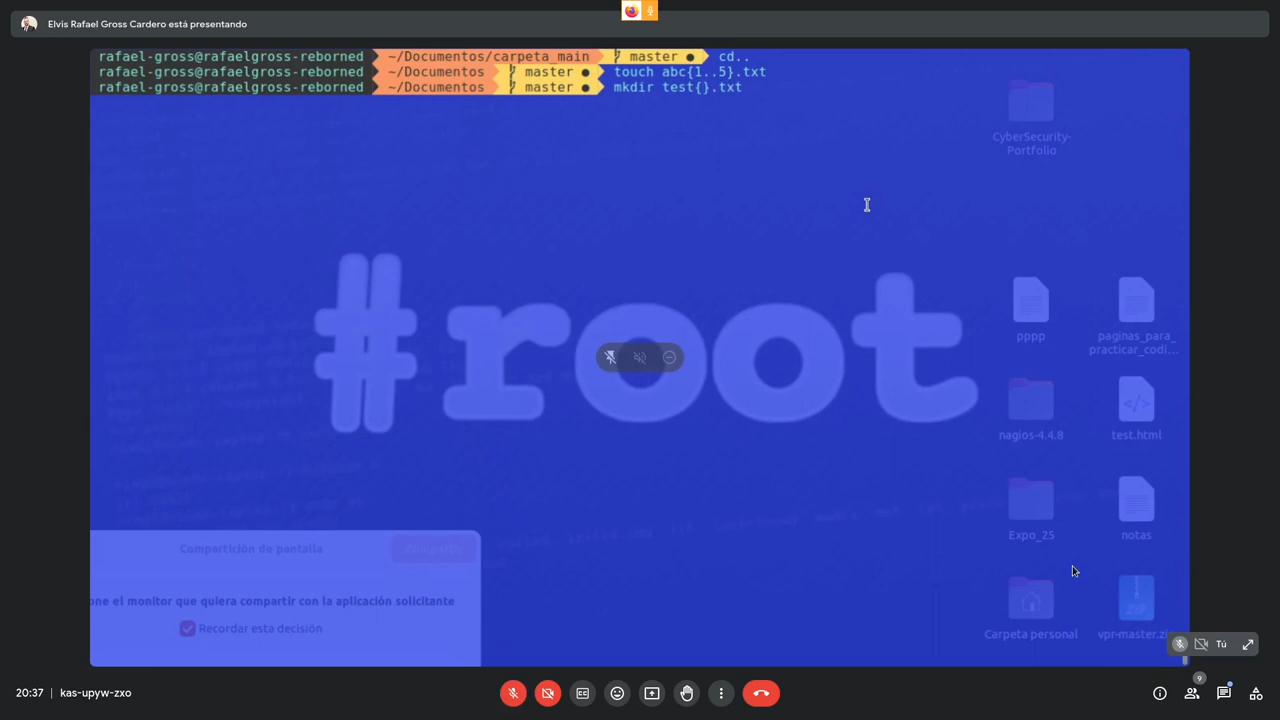 Elvis Rafael Gross Cardero está presentando
rafael-gross@rafaelgross-reborned ~/Documentos/carpeta_main master ● cd..
rafael-gross@rafaelgross-reborned ~/Documentos master ● touch abc{1..5}.txt
rafael-gross@rafaelgross-reborned ~/Documentos master ● mkdir test{}.txt
CyberSecurity-
Portfolio
#root
pppp
paginas_para_
practicar_codi...
nagios-4.4.8
test.html
Expo_25
notas
Compartición de pantalla
Compartir
one el monitor que quiera compartir con la aplicación solicitante
Recordar esta decisión
Carpeta personal
vpr-master.zi
Tú
20:37 | kas-upyw-zxo
9